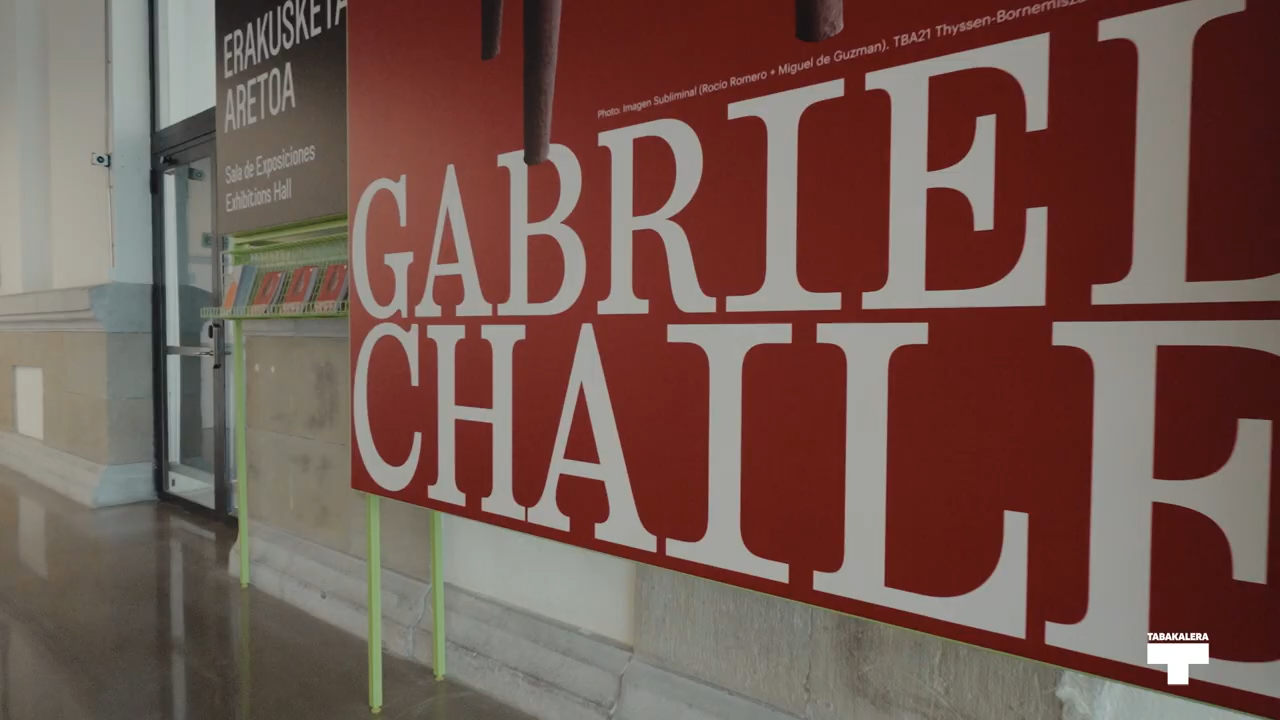 ERAKUSKETA
ARETOA
Sala de Exposiciones
Exhibitions Hall
Photo: Imagen Subliminal (Rocío Romero + Miguel de Guzman). TBA21 Thyssen-Bornemisza
GABRIEL
CHAILE
TABAKALERA